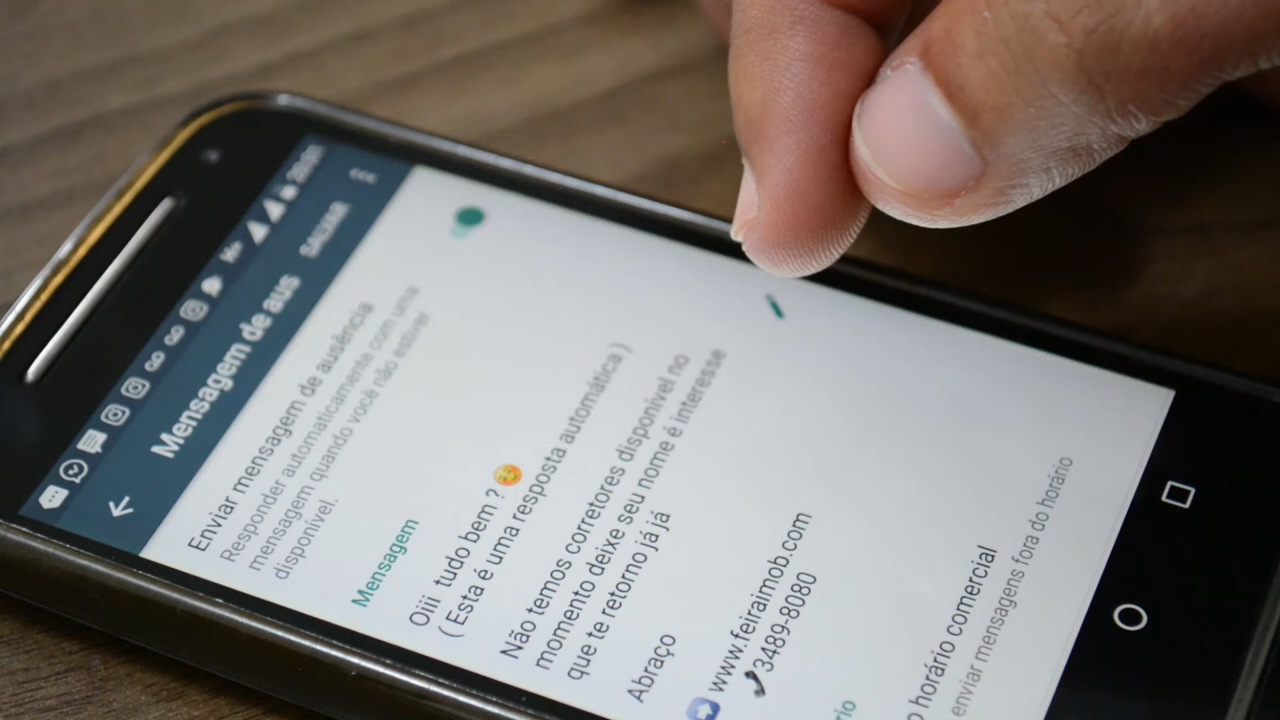 Mensagem de aus
SALVAR
Enviar mensagem de ausência
Responder automaticamente com uma
mensagem quando você não estiver
disponível.
Mensagem
Oiii tudo bem ?
( Esta é uma resposta automática )
Não temos corretores disponível no
momento deixe seu nome é interesse
que te retorno já já
Abraço
www.feiraimob.com
3489-8080
horário comercial
enviar mensagens fora do horário